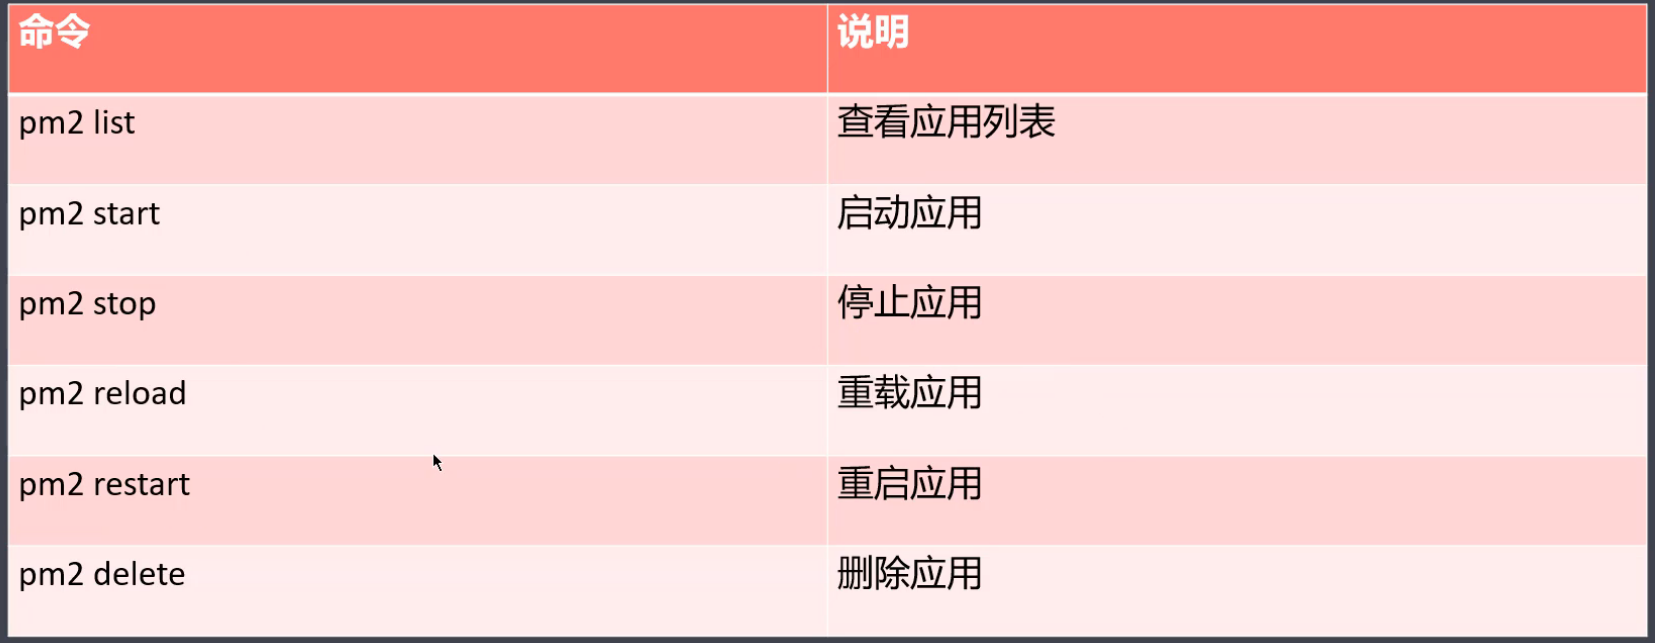 命令 说明
pm2 list 查看应用列表
pm2 start 启动应用
pm2 stop 停止应用
pm2 reload 重载应用
pm2 restart 重启应用
pm2 delete 删除应用